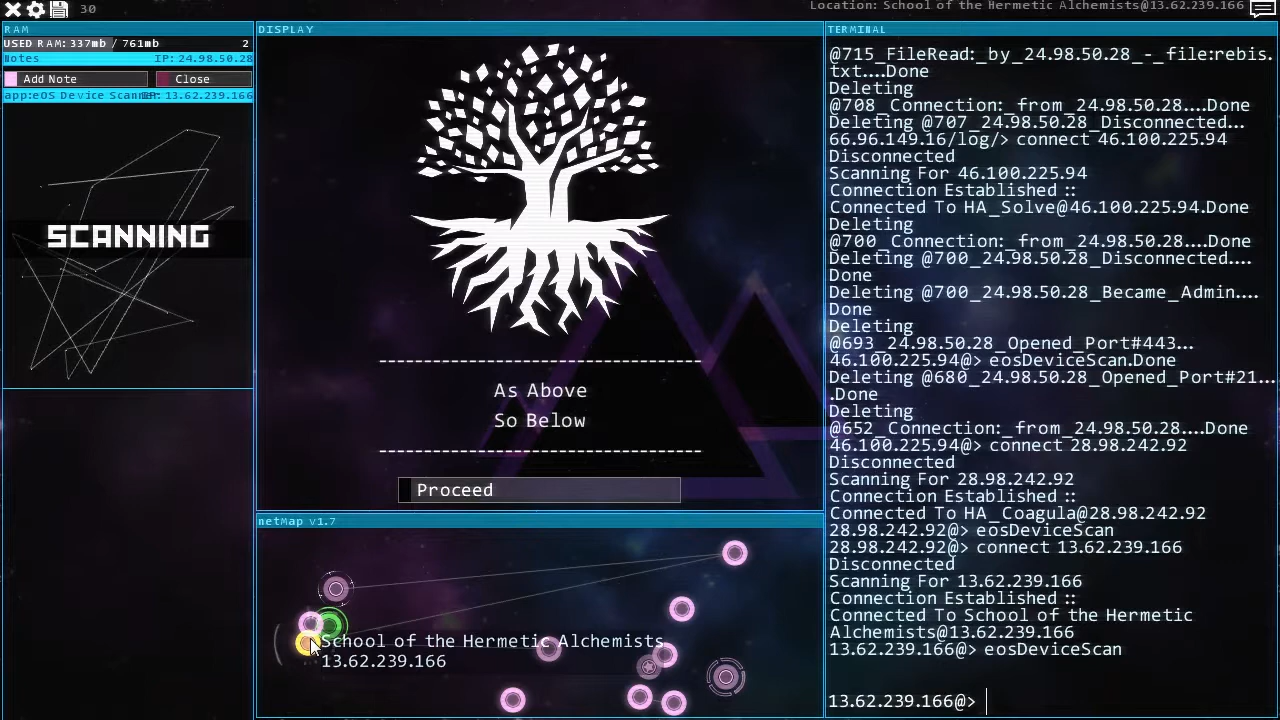 30
Location: School of the Hermetic Alchemists@13.62.239.166
RAM
USED RAM: 337mb / 761mb
2
Notes
IP: 24.98.50.28
Add Note
Close
app:eOS Device Scanner
IP: 13.62.239.166
SCANNING
DISPLAY
-----------------------------
As Above
So Below
-----------------------------
Proceed
netMap v1.7
School of the Hermetic Alchemists
13.62.239.166
TERMINAL
@715_FileRead:_by_24.98.50.28_-_file:rebis.
txt....Done
Deleting
@708_Connection:_from_24.98.50.28....Done
Deleting @707_24.98.50.28_Disconnected...
66.96.149.16/log/> connect 46.100.225.94
Disconnected
Scanning For 46.100.225.94
Connection Established ::
Connected To HA_Solve@46.100.225.94.Done
Deleting
@700_Connection:_from_24.98.50.28....Done
Deleting @700_24.98.50.28_Disconnected....
Done
Deleting @700_24.98.50.28_Became_Admin....
Done
Deleting
@693_24.98.50.28_Opened_Port#443...
46.100.225.94@> eosDeviceScan.Done
Deleting @680_24.98.50.28_Opened_Port#21...
.Done
Deleting
@652_Connection:_from_24.98.50.28....Done
46.100.225.94@> connect 28.98.242.92
Disconnected
Scanning For 28.98.242.92
Connection Established ::
Connected To HA_Coagula@28.98.242.92
28.98.242.92@> eosDeviceScan
28.98.242.92@> connect 13.62.239.166
Disconnected
Scanning For 13.62.239.166
Connection Established ::
Connected To School of the Hermetic
Alchemists@13.62.239.166
13.62.239.166@> eosDeviceScan
13.62.239.166@>